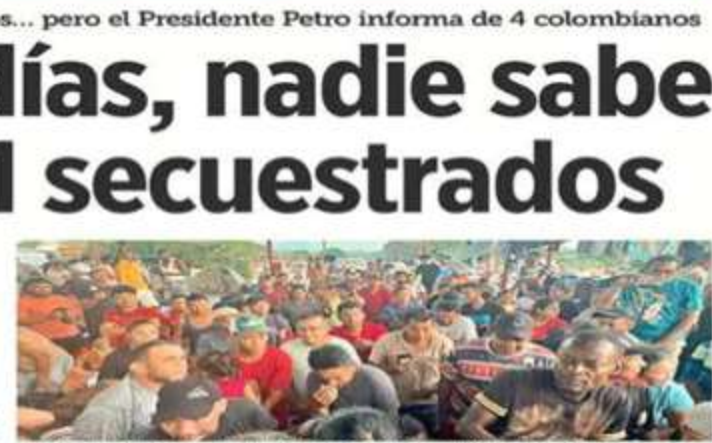 s... pero el Presidente Petro informa de 4 colombianos
días, nadie sabe
secuestrados